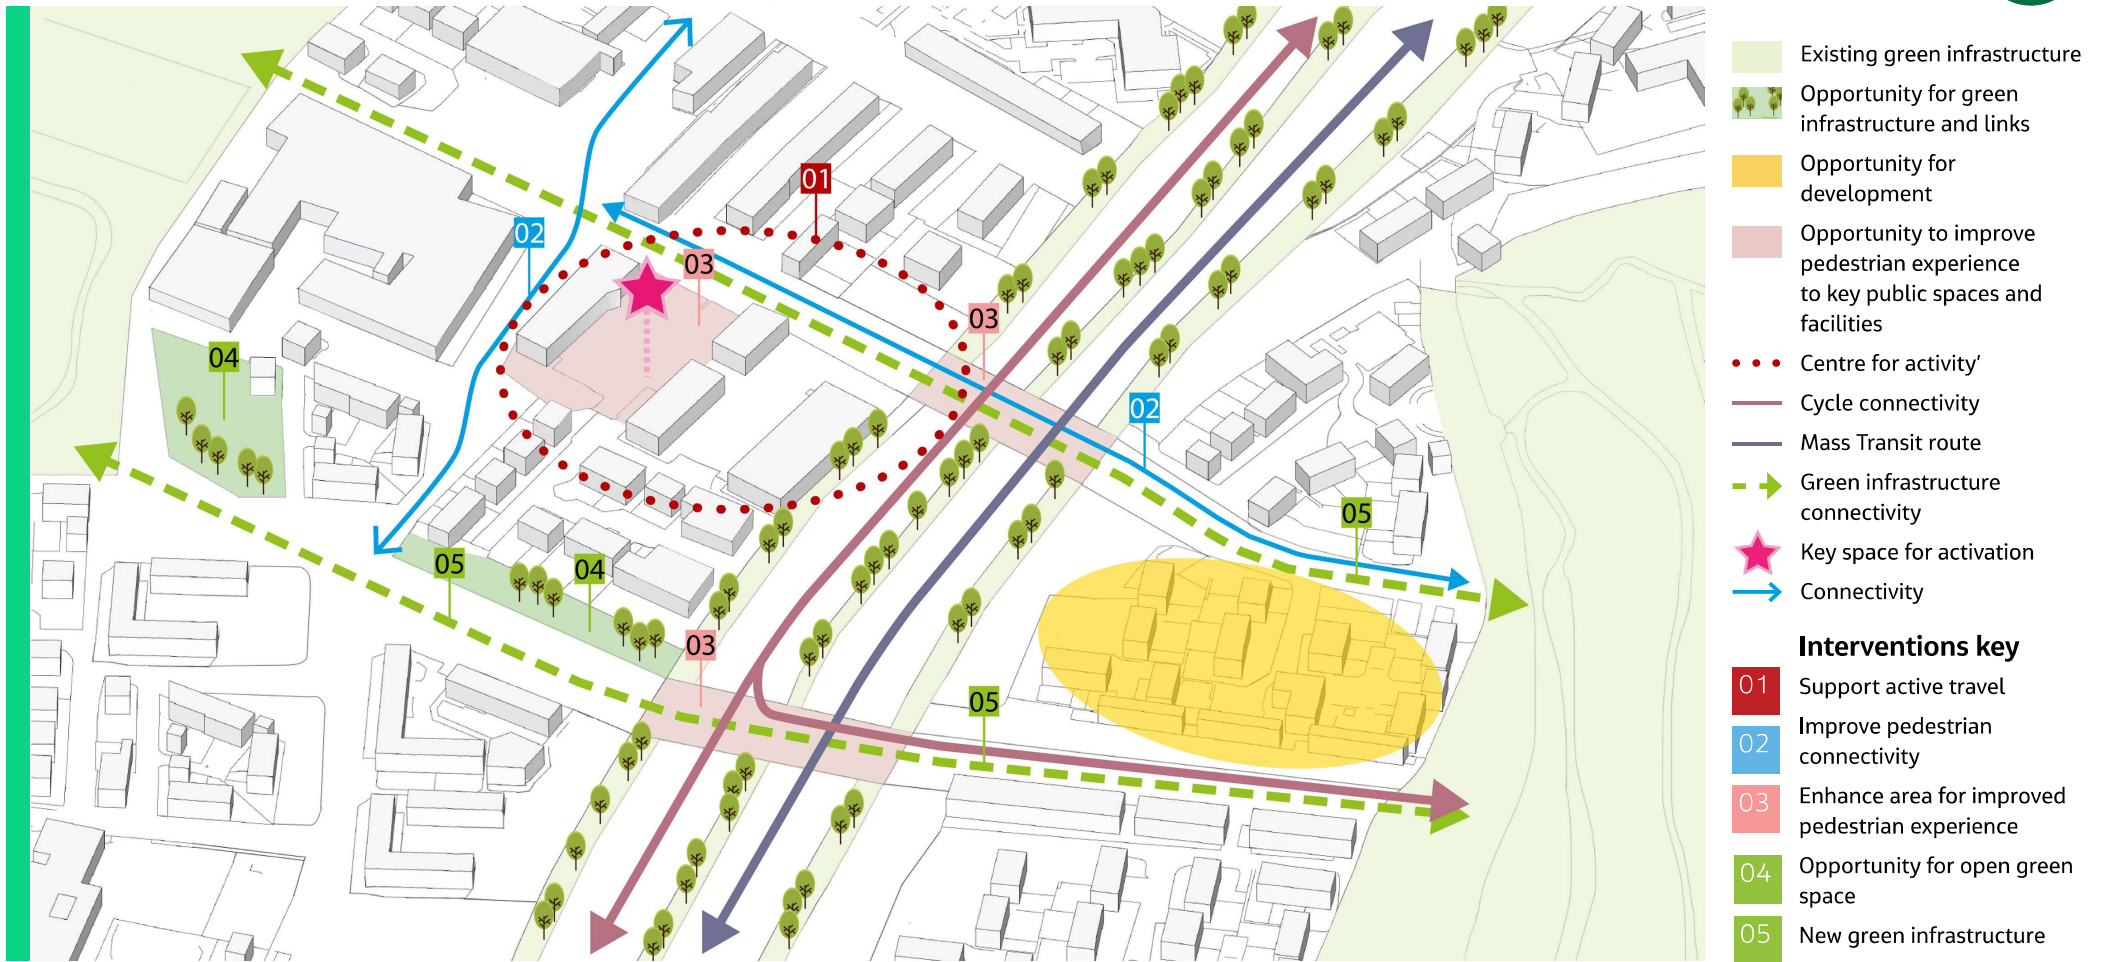 01
02
03
03
02
04
05
05
04
03
05
Existing green infrastructure
Opportunity for green
infrastructure and links
Opportunity for
development
Opportunity to improve
pedestrian experience
to key public spaces and
facilities
Centre for activity’
Cycle connectivity
Mass Transit route
Green infrastructure
connectivity
Key space for activation
Connectivity
Interventions key
01 Support active travel
02 Improve pedestrian
connectivity
03 Enhance area for improved
pedestrian experience
04 Opportunity for open green
space
05 New green infrastructure